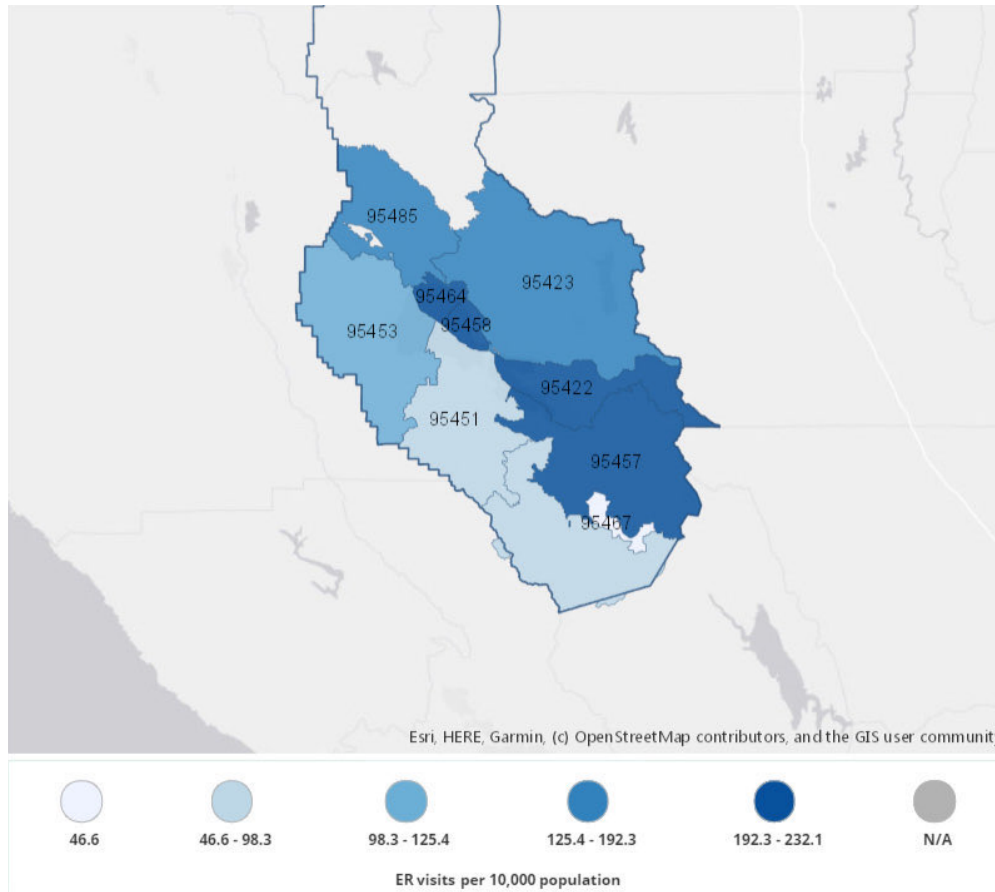 95485
95423
95464
95458
95453
95422
95451
95457
95467
Esri, HERE, Garmin, (c) OpenStreetMap contributors, and the GIS user communit
46.6
46.6 - 98.3
98.3 - 125.4
125.4 - 192.3
192.3 - 232.1
N/A
ER visits per 10,000 population